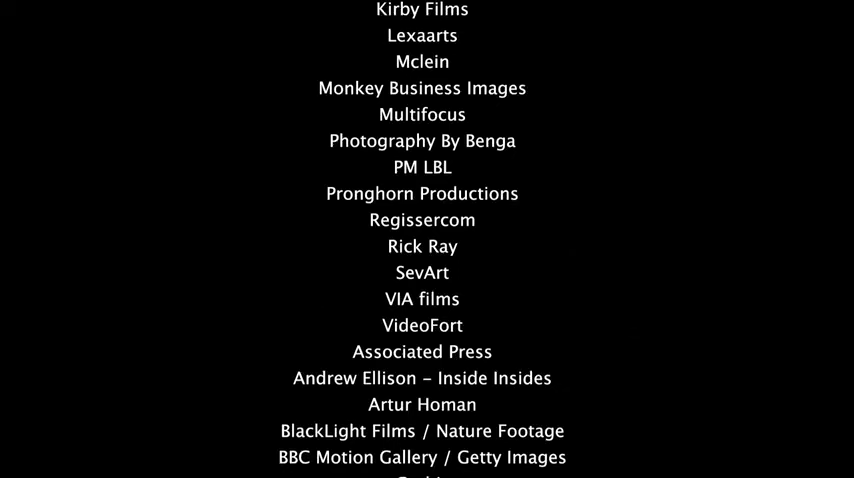 Kirby Films
Lexaarts
Mclein
Monkey Business Images
Multifocus
Photography By Benga
PM LBL
Pronghorn Productions
Regissercom
Rick Ray
SevArt
VIA films
VideoFort
Associated Press
Andrew Ellison - Inside Insides
Artur Homan
BlackLight Films / Nature Footage
BBC Motion Gallery / Getty Images